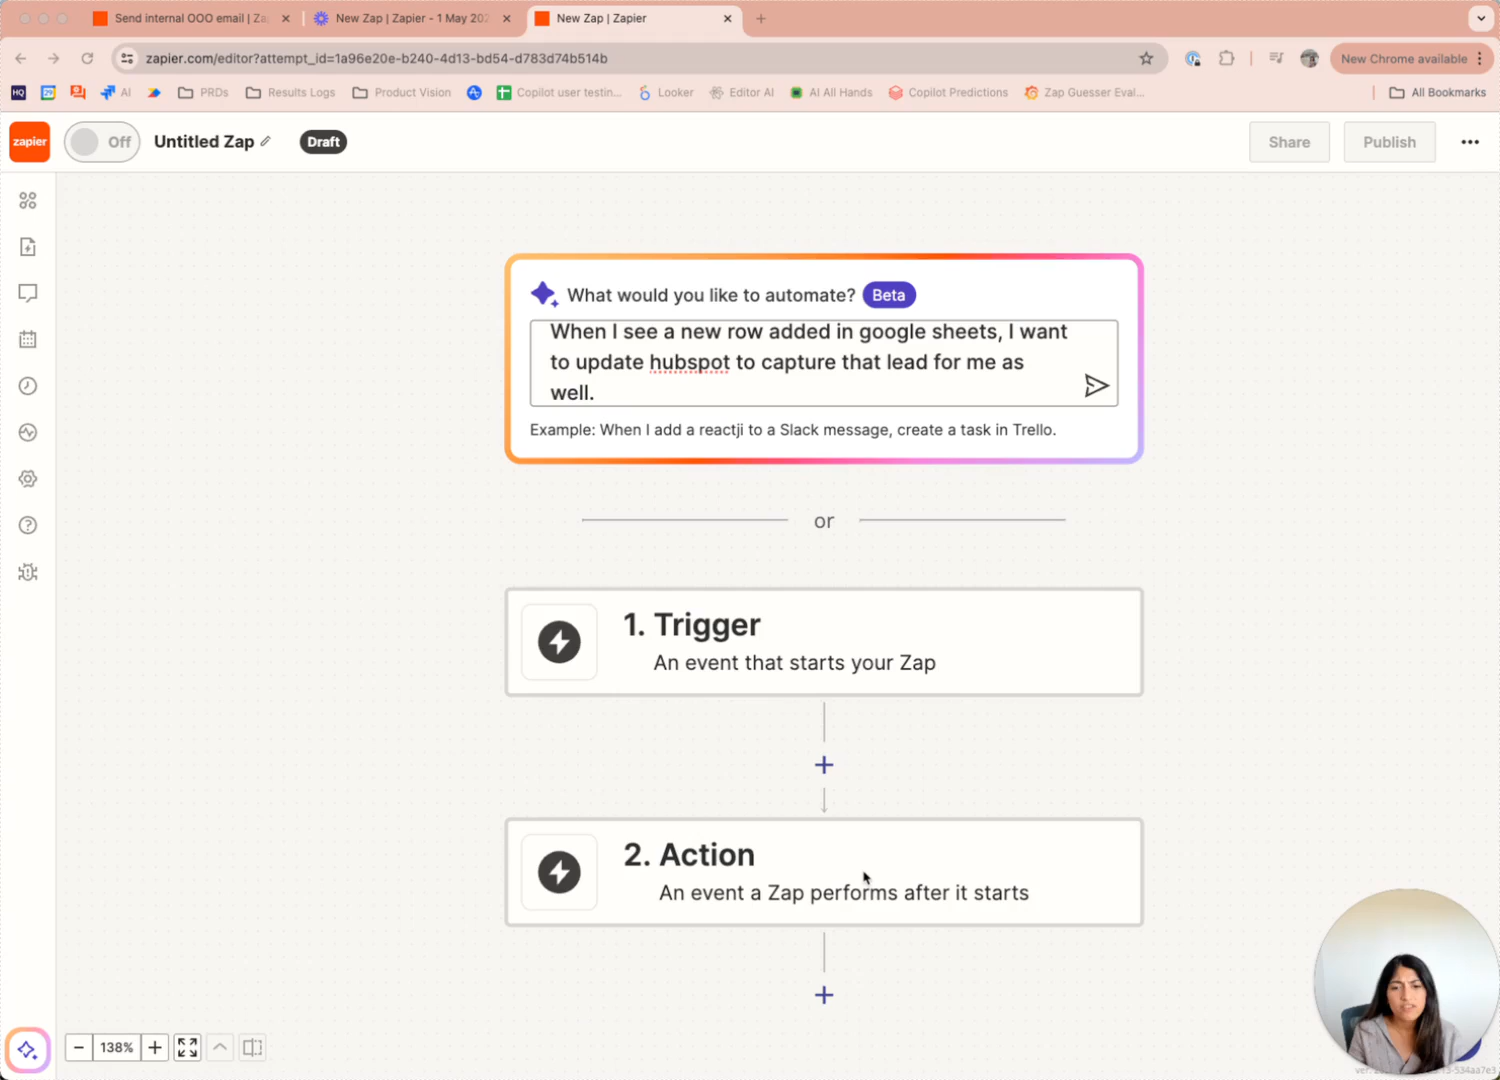 Send internal OOO email | Za
New Zap | Zapier - 1 May 202
New Zap | Zapier
zapier.com/editor?attempt_id=1a96e20e-b240-4d13-bd54-d783d74b514b
New Chrome available
HQ
AI
PRDs
Results Logs
Product Vision
Copilot user testin...
Looker
Editor AI
AI All Hands
Copilot Predictions
Zap Guesser Eval...
All Bookmarks
zapier
Off
Untitled Zap
Draft
Share
Publish
What would you like to automate?
Beta
When I see a new row added in google sheets, I want
to update hubspot to capture that lead for me as
well.
Example: When I add a reactji to a Slack message, create a task in Trello.
or
1. Trigger
An event that starts your Zap
2. Action
An event a Zap performs after it starts
138%